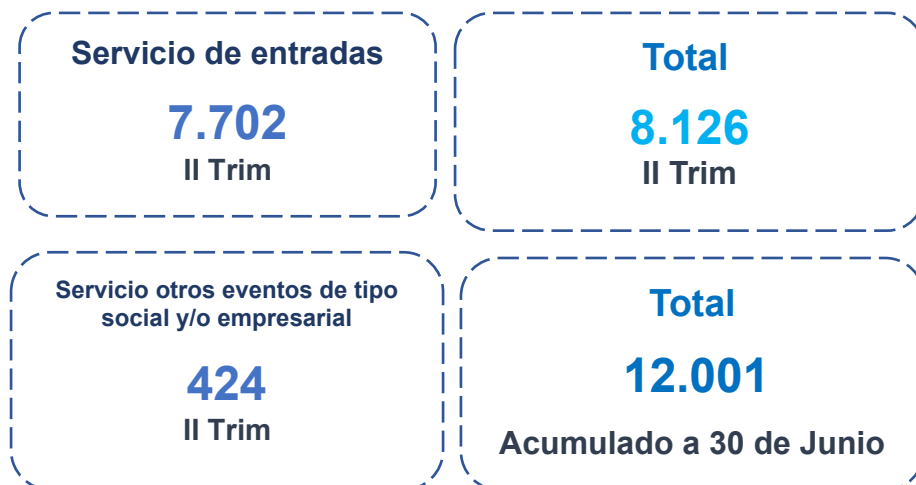 Servicio de entradas
7.702
II Trim
Total
8.126
II Trim
Servicio otros eventos de tipo
social y/o empresarial
424
II Trim
Total
12.001
Acumulado a 30 de Junio